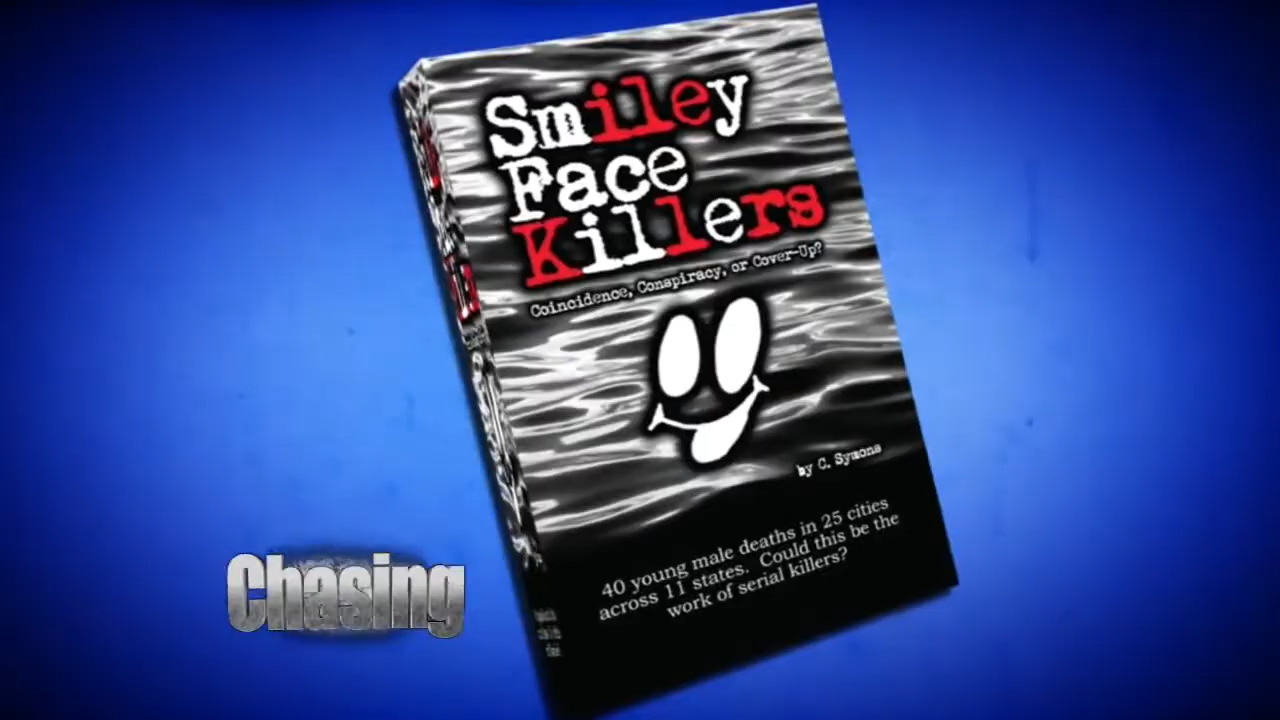 Smiley
Face
Killers
Coincidence, Conspiracy, or Cover-Up?
by C. Symons
40 young male deaths in 25 cities
across 11 states. Could this be the
work of serial killers?
Chasing